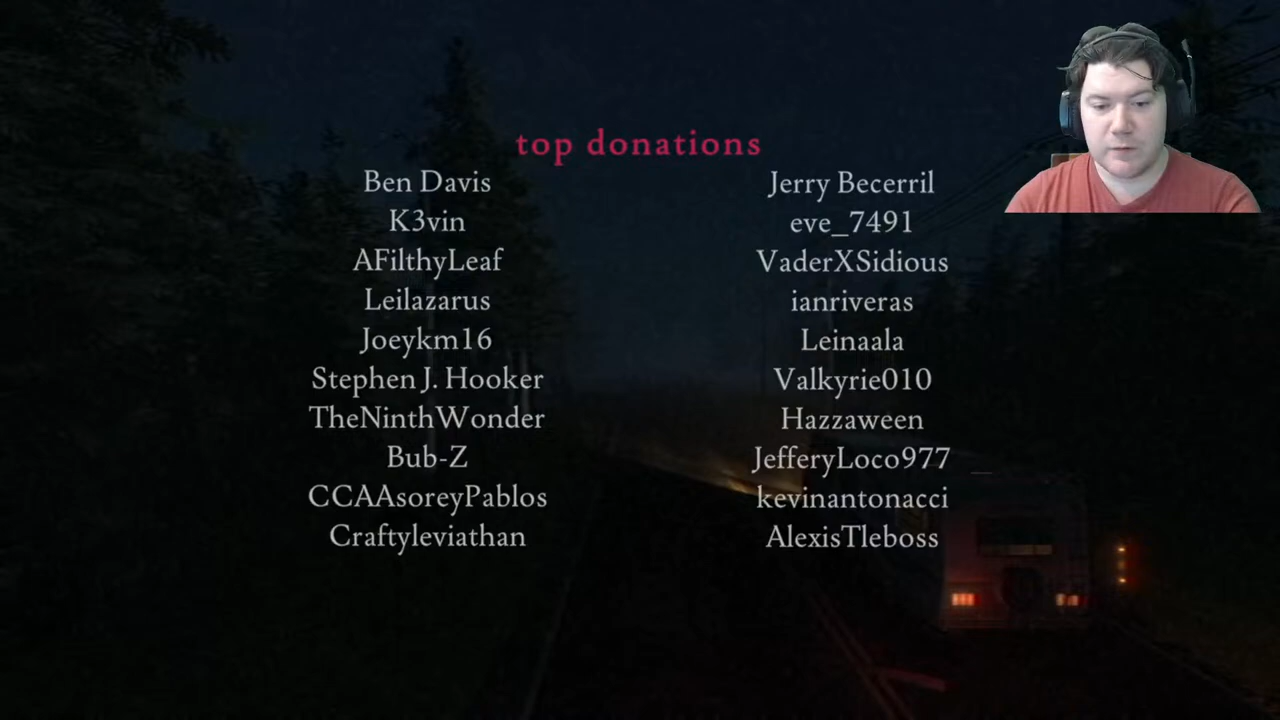 top donations
Ben Davis
K3vin
AFilthyLeaf
Leilazarus
Joeykm16
Stephen J. Hooker
TheNinthWonder
Bub-Z
CCAAsoreyPablos
Craftyleviathan
Jerry Becerril
eve_7491
VaderXSidious
ianriveras
Leinaala
Valkyrie010
Hazzaween
JefferyLoco977
kevinantonacci
AlexisTleboss